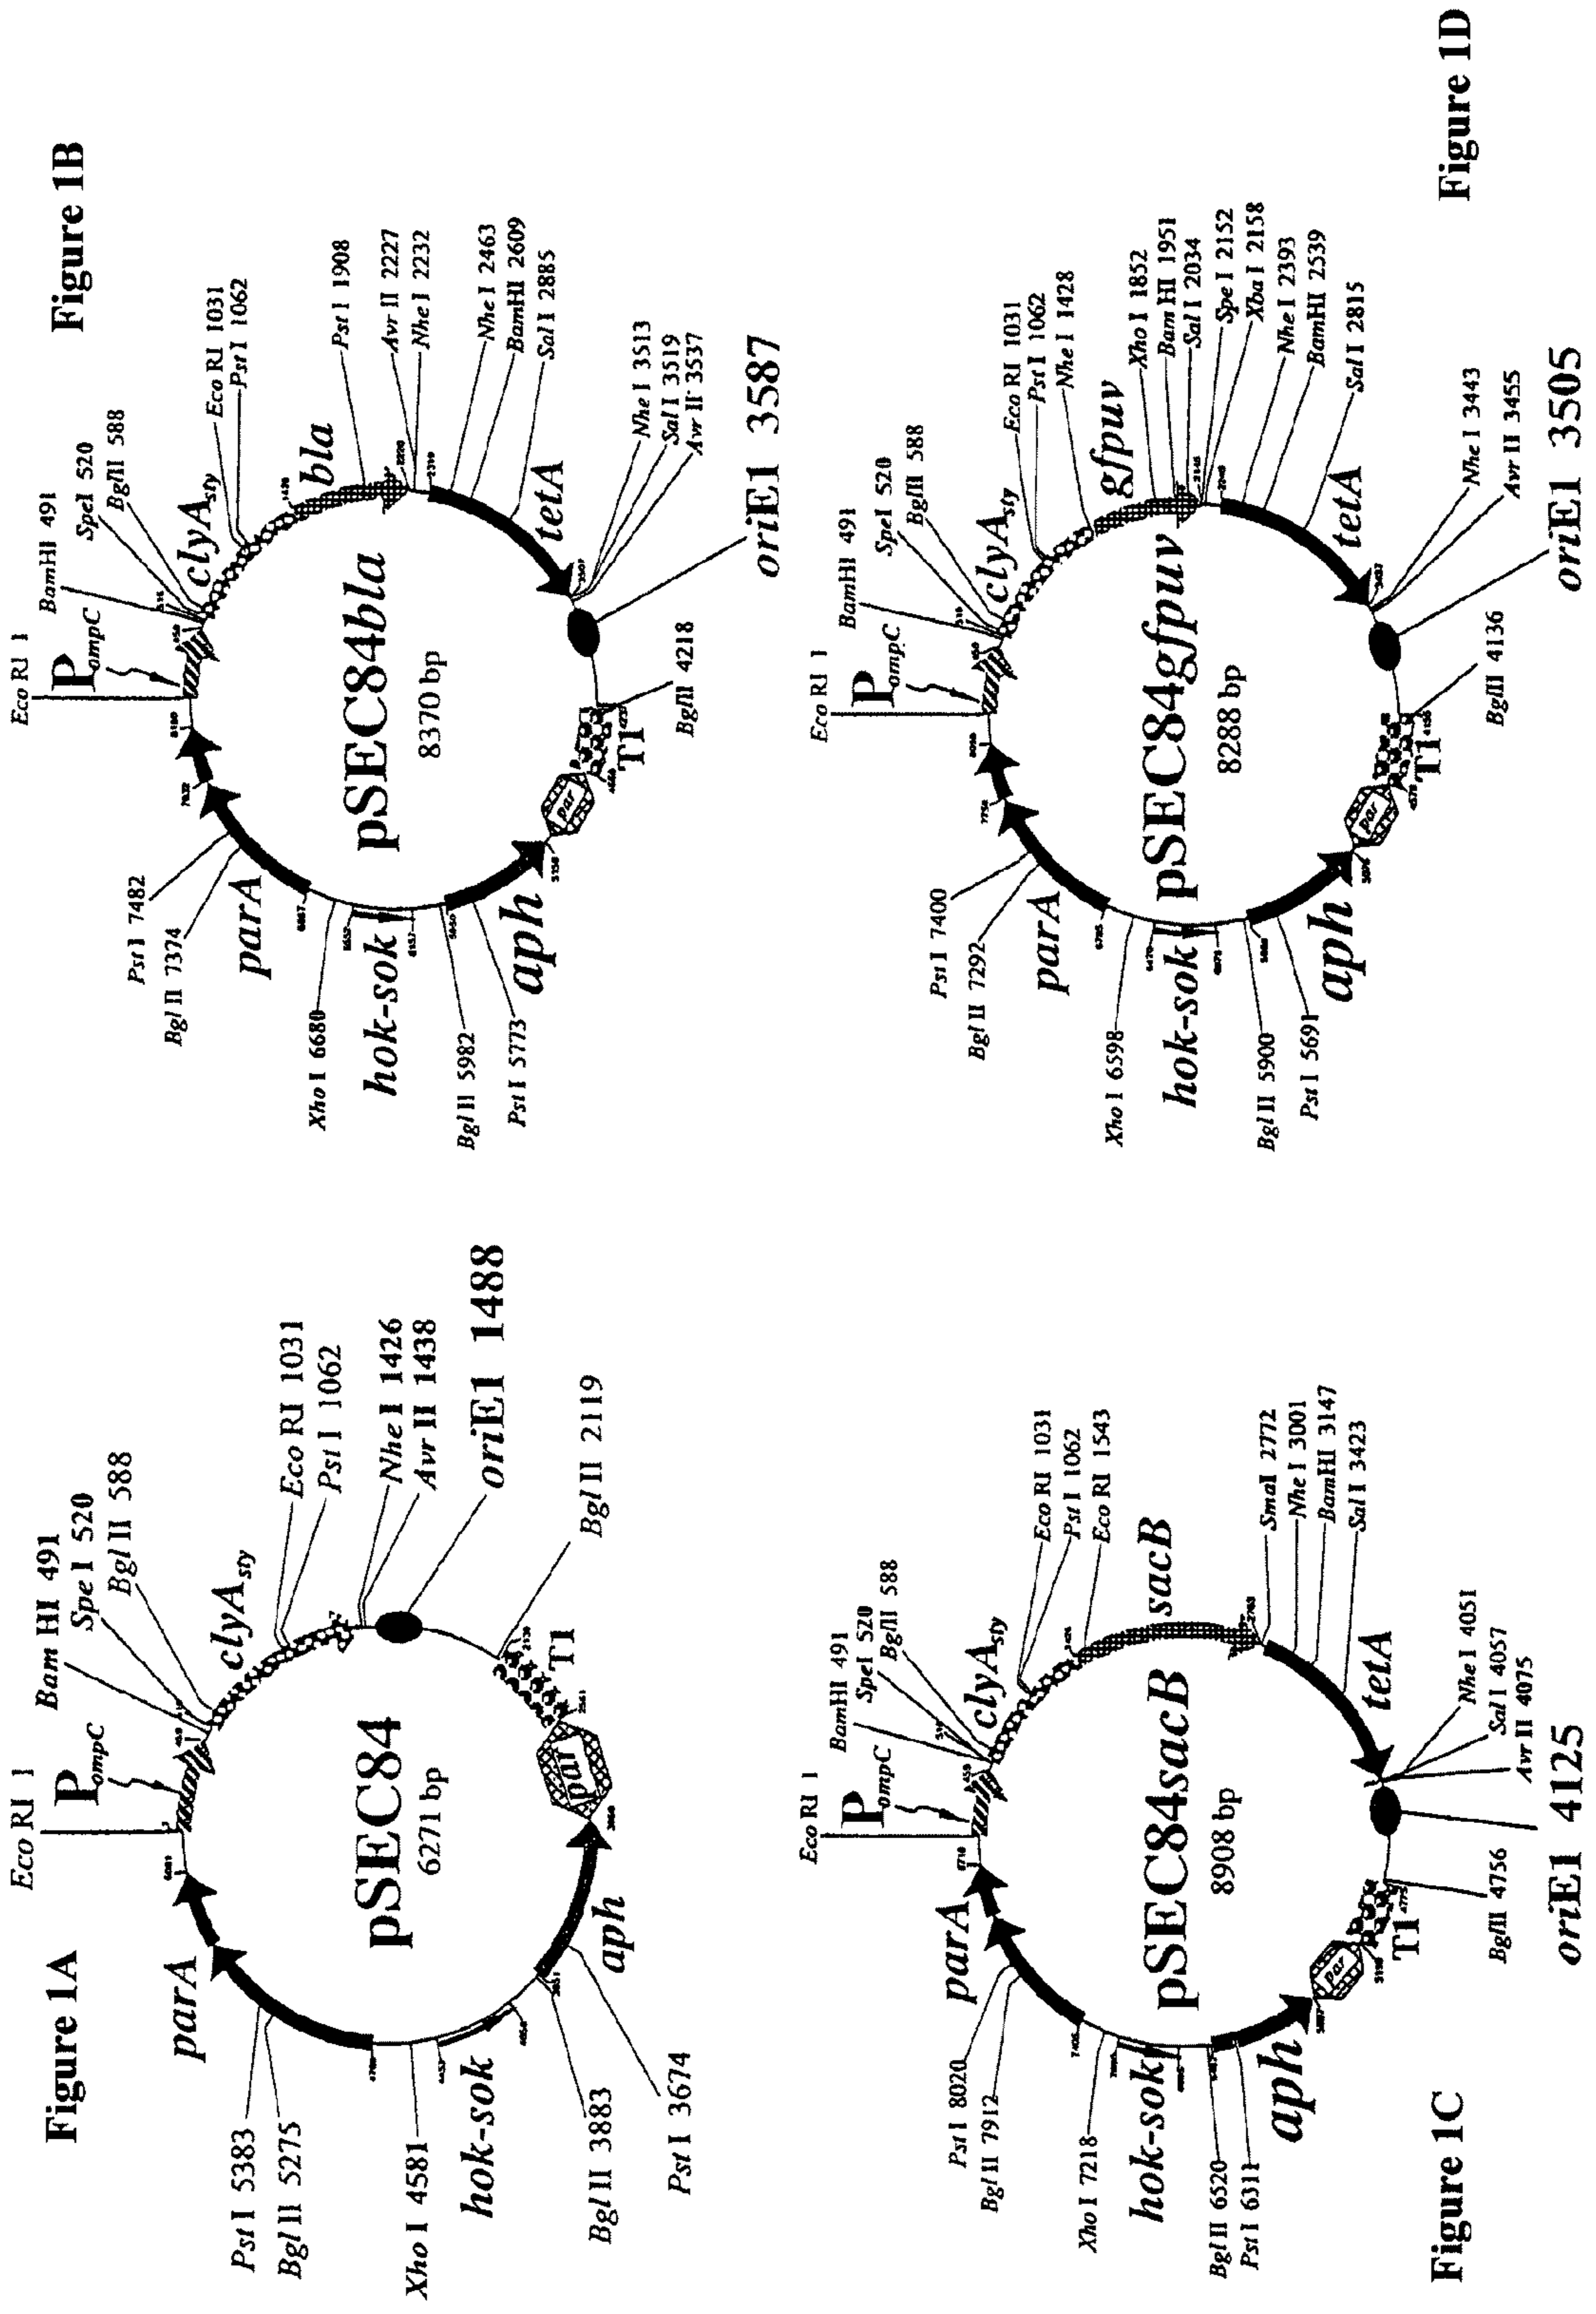 Figure 1A
Eco RI 1
PompC
Bam HI 491
Spe I 520
Bgl II 588
clyAsty
Eco RI 1031
Pst I 1062
Nhe I 1426
Avr II 1438
oriE1 1488
Bgl II 2119
T1
par
aph
Pst I 3674
Bgl II 3883
hok-sok
Xho I 4581
Bgl II 5275
Pst I 5383
parA
pSEC84
6271 bp
Figure 1B
Eco RI 1
PompC
BamHI 491
SpeI 520
BglII 588
clyAsty
Eco RI 1031
Pst I 1062
bla
Pst I 1908
Avr II 2227
Nhe I 2232
Nhe I 2463
BamHI 2609
Sal I 2885
tetA
Nhe I 3513
Sal I 3519
Avr II 3537
oriE1 3587
BglII 4218
T1
par
aph
Pst I 5773
Bgl II 5982
hok-sok
Xho I 6680
parA
Bgl II 7374
Pst I 7482
pSEC84bla
8370 bp
Figure 1C
Eco RI 1
PompC
BamHI 491
SpeI 520
BglII 588
clyAsty
Eco RI 1031
Pst I 1062
Eco RI 1543
sacB
SmaI 2772
Nhe I 3001
BamHI 3147
Sal I 3423
tetA
Nhe I 4051
Sal I 4057
Avr II 4075
oriE1 4125
BglII 4756
T1
par
aph
Pst I 6311
Bgl II 6520
hok-sok
Xho I 7218
Bgl II 7912
Pst I 8020
parA
pSEC84sacB
8908 bp
Figure 1D
Eco RI 1
PompC
BamHI 491
SpeI 520
BglII 588
clyAsty
Eco RI 1031
Pst I 1062
Nhe I 1428
gfpuv
Xho I 1852
Bam HI 1951
Sal I 2034
Spe I 2152
Xba I 2158
Nhe I 2393
BamHI 2539
Sal I 2815
tetA
Nhe I 3443
Avr II 3455
oriE1 3505
BglII 4136
T1
par
aph
Pst I 5691
Bgl II 5900
hok-sok
Xho I 6598
parA
Bgl II 7292
Pst I 7400
pSEC84gfpuv
8288 bp